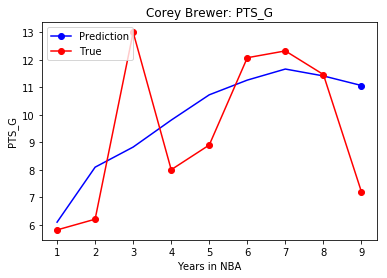 Corey Brewer: PTS_G
Prediction
True
PTS_G
13
12
11
10
9
8
7
6
1 2 3 4 5 6 7 8 9
Years in NBA